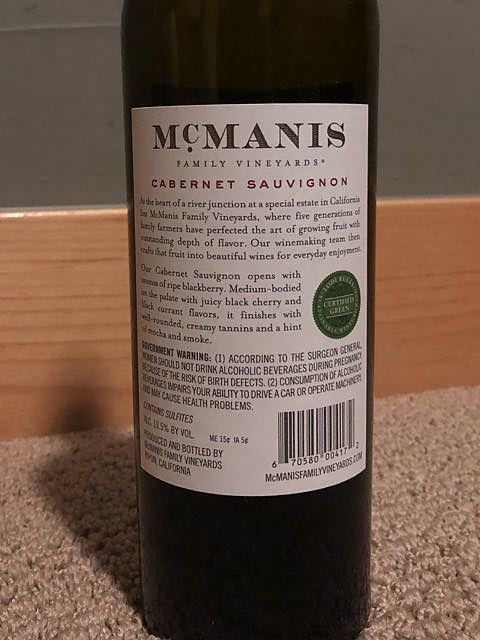 McMANIS
FAMILY VINEYARDS®
CABERNET SAUVIGNON
At the heart of a river junction at a special estate in California
lies McManis Family Vineyards, where five generations of
family farmers have perfected the art of growing fruit with
outstanding depth of flavor. Our winemaking team then
crafts that fruit into beautiful wines for everyday enjoyment.
Our Cabernet Sauvignon opens with
aromas of ripe blackberry. Medium-bodied
on the palate with juicy black cherry and
black currant flavors, it finishes with
well-rounded, creamy tannins and a hint
of mocha and smoke.
CERTIFIED
GREEN
GOVERNMENT WARNING: (1) ACCORDING TO THE SURGEON GENERAL,
WOMEN SHOULD NOT DRINK ALCOHOLIC BEVERAGES DURING PREGNANCY
BECAUSE OF THE RISK OF BIRTH DEFECTS. (2) CONSUMPTION OF ALCOHOLIC
BEVERAGES IMPAIRS YOUR ABILITY TO DRIVE A CAR OR OPERATE MACHINERY,
AND MAY CAUSE HEALTH PROBLEMS.
CONTAINS SULFITES
ALC. 13.5% BY VOL. ME 15¢ IA 5¢
PRODUCED AND BOTTLED BY
McMANIS FAMILY VINEYARDS
RIPON, CALIFORNIA
6 70580 00417 2
McMANISFAMILYVINEYARDS.COM